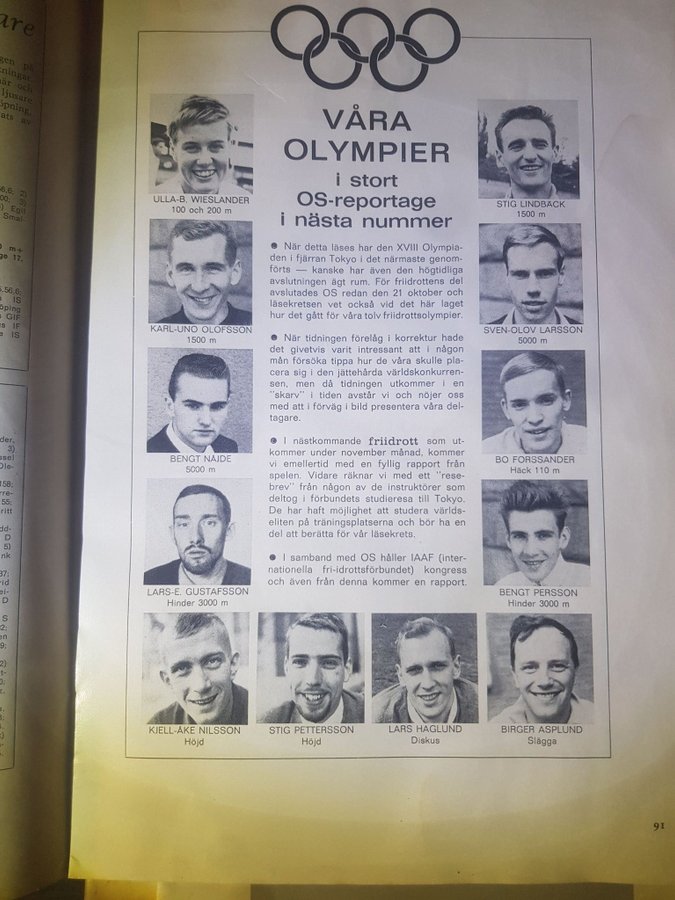 VÅRA
OLYMPIER
i stort
OS-reportage
i nästa nummer
● När detta läses har den XVIII Olympia-
den i fjärran Tokyo i det närmaste genom-
förts — kanske har även den högtidliga
avslutningen ägt rum. För friidrottens del
avslutades OS redan den 21 oktober och
läsekretsen vet också vid det här laget
hur det gått för våra tolv friidrottsolympier.
● När tidningen förelåg i korrektur hade
det givetvis varit intressant att i någon
mån försöka tippa hur de våra skulle pla-
cera sig i den jättehårda världskonkurren-
sen, men då tidningen utkommer i en
"skarv" i tiden avstår vi och nöjer oss
med att i förväg i bild presentera våra del-
tagare.
● I nästkommande friidrott som ut-
kommer under november månad, kommer
vi emellertid med en fyllig rapport från
spelen. Vidare räknar vi med ett "rese-
brev" från någon av de instruktörer som
deltog i förbundets studieresa till Tokyo.
De har haft möjlighet att studera världs-
eliten på träningsplatserna och bör ha en
del att berätta för vår läsekrets.
● I samband med OS håller IAAF (inter-
nationella fri-idrottsförbundet) kongress
och även från denna kommer en rapport.
ULLA-B. WIESLANDER
100 och 200 m
STIG LINDBACK
1500 m
KARL-UNO OLOFSSON
1500 m
SVEN-OLOV LARSSON
5000 m
BENGT NAJDE
5000 m
BO FORSSANDER
Häck 110 m
LARS-E. GUSTAFSSON
Hinder 3000 m
BENGT PERSSON
Hinder 3000 m
KJELL-ÅKE NILSSON
Höjd
STIG PETTERSSON
Höjd
LARS HAGLUND
Diskus
BIRGER ASPLUND
Slägga
91